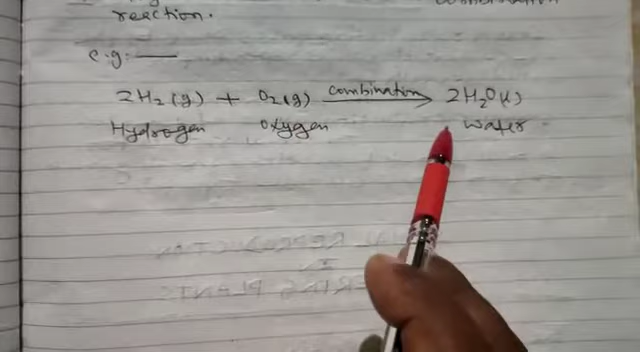 reaction.
e.g:—
2H₂(g) + O₂(g) combination → 2H₂O(l)
Hydrogen Oxygen Water